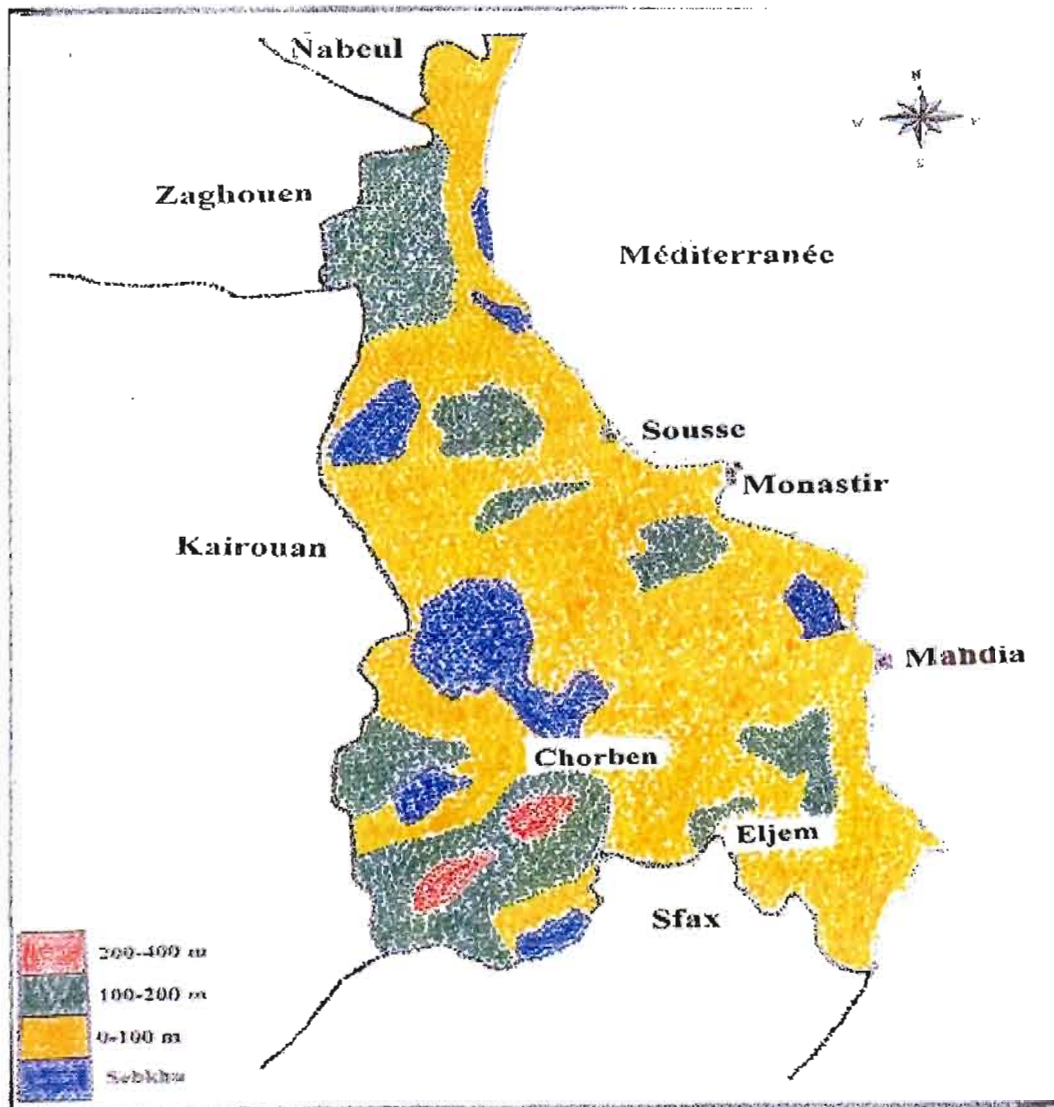 Nabeul
N
W
S
Zaghouen
Méditerranée
Sousse
Monastir
Kairouan
Mahdia
Chorben
Eljem
Sfax
200-400 m
100-200 m
0-100 m
Sebkha